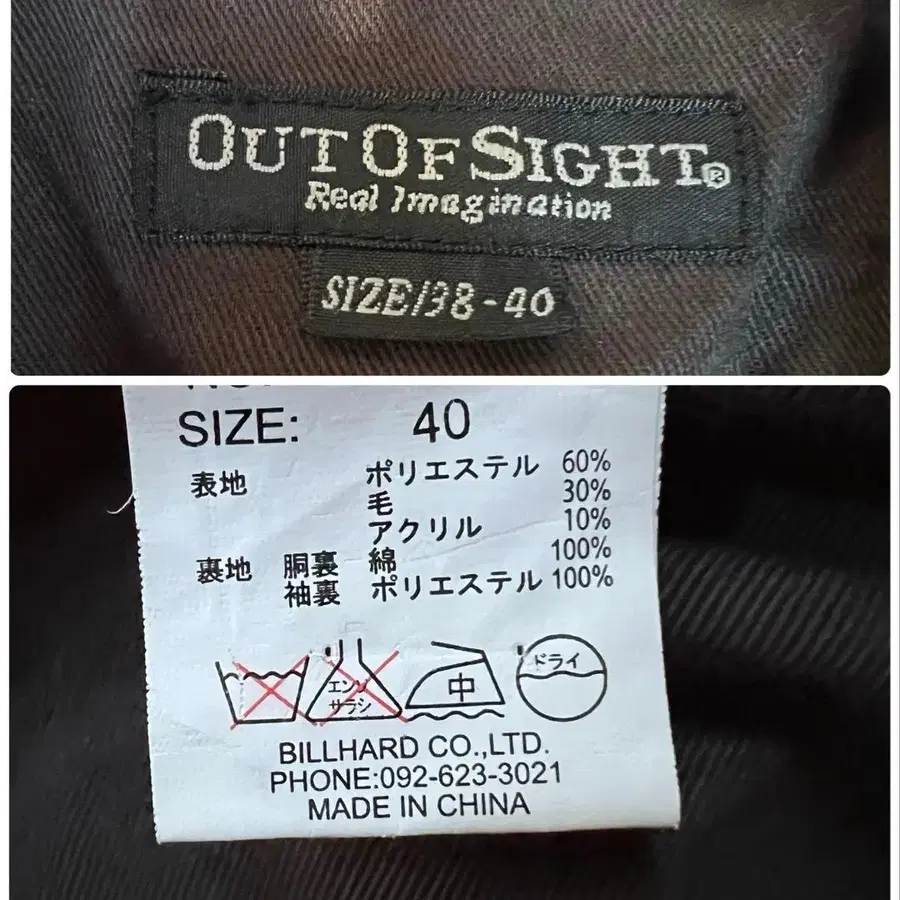 OUT OF SIGHT®
Real Imagination
SIZE/38-40
SIZE: 40
表地 ポリエステル 60%
毛 30%
アクリル 10%
裏地 胴裏 綿 100%
袖裏 ポリエステル 100%
エンソ
サラシ
中
ドライ
BILLHARD CO.,LTD.
PHONE:092-623-3021
MADE IN CHINA